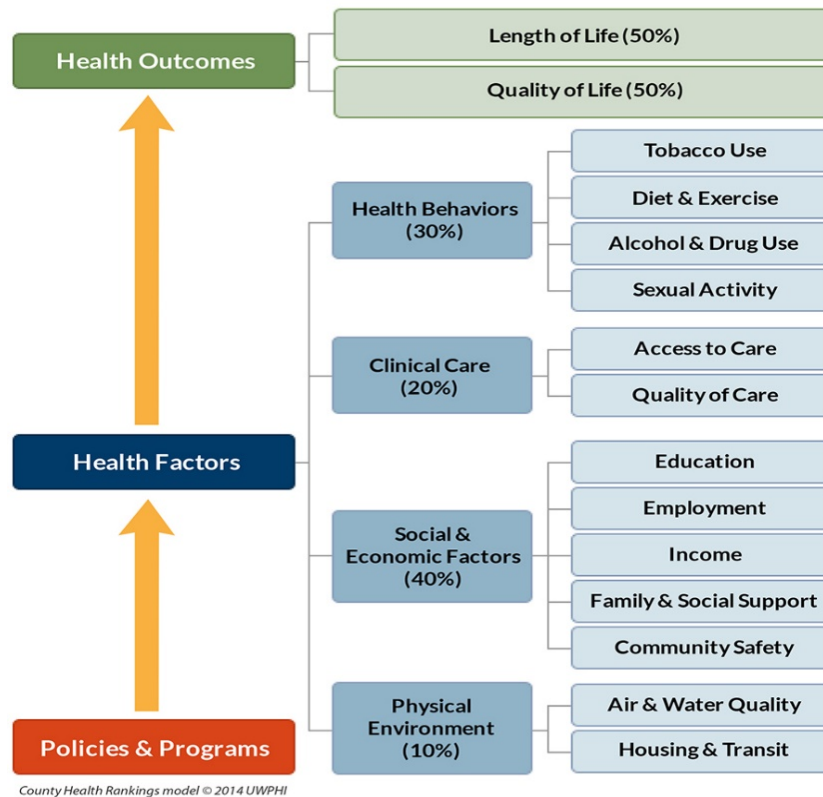 Health Outcomes
Length of Life (50%)
Quality of Life (50%)
Health Factors
Health Behaviors
(30%)
Tobacco Use
Diet & Exercise
Alcohol & Drug Use
Sexual Activity
Clinical Care
(20%)
Access to Care
Quality of Care
Social &
Economic Factors
(40%)
Education
Employment
Income
Family & Social Support
Community Safety
Physical
Environment
(10%)
Air & Water Quality
Housing & Transit
Policies & Programs
County Health Rankings model © 2014 UWPHI